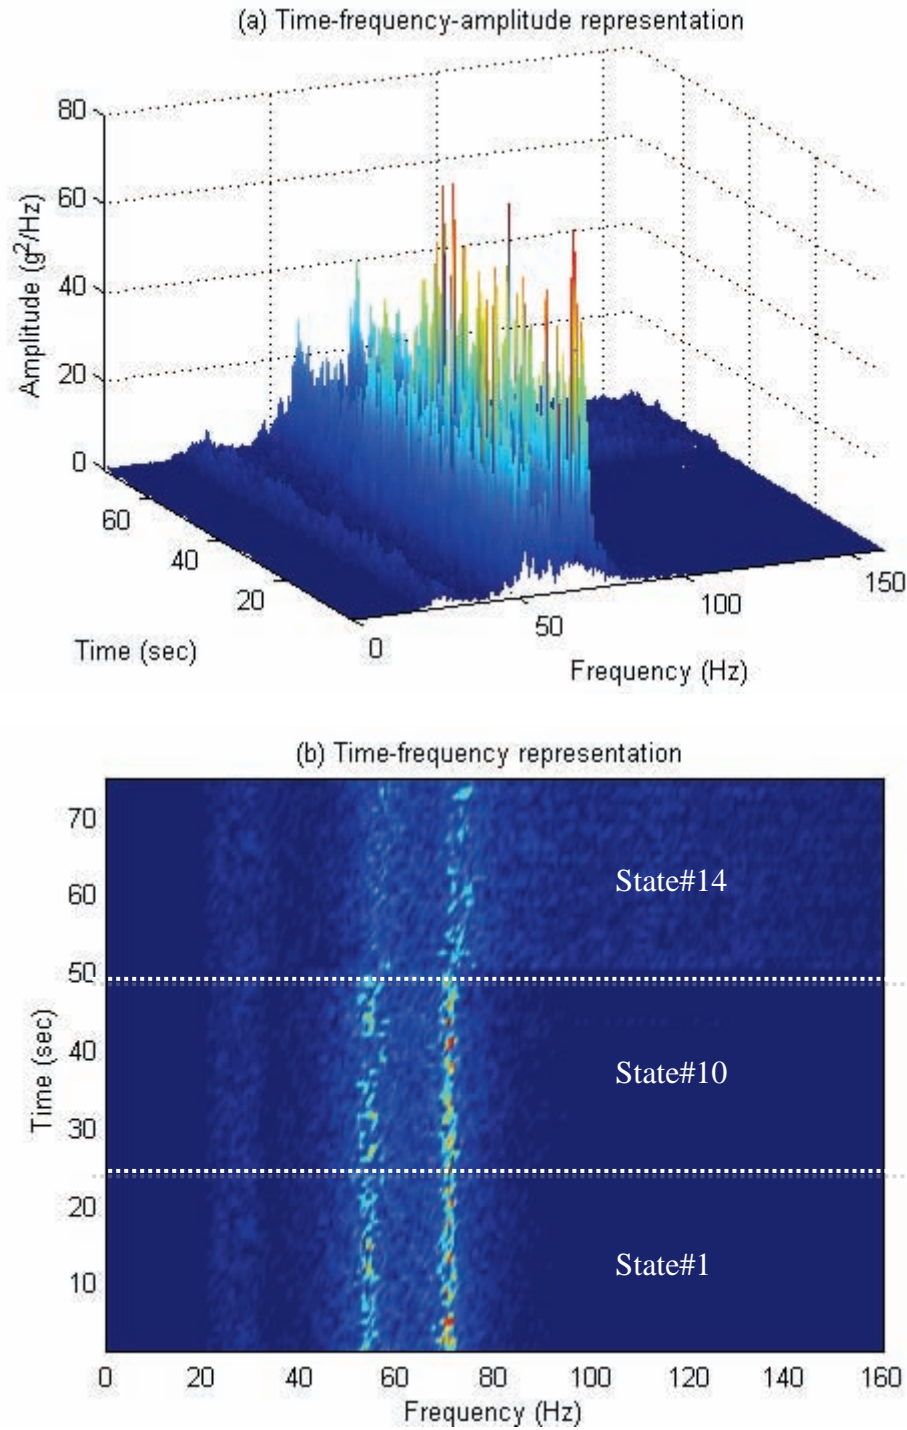 (a) Time-frequency-amplitude representation
80
60
40
20
0
Amplitude (g²/Hz)
60
40
20
Time (sec)
0
50
100
150
Frequency (Hz)
(b) Time-frequency representation
70
60
50
40
30
20
10
Time (sec)
State#14
State#10
State#1
0 20 40 60 80 100 120 140 160
Frequency (Hz)